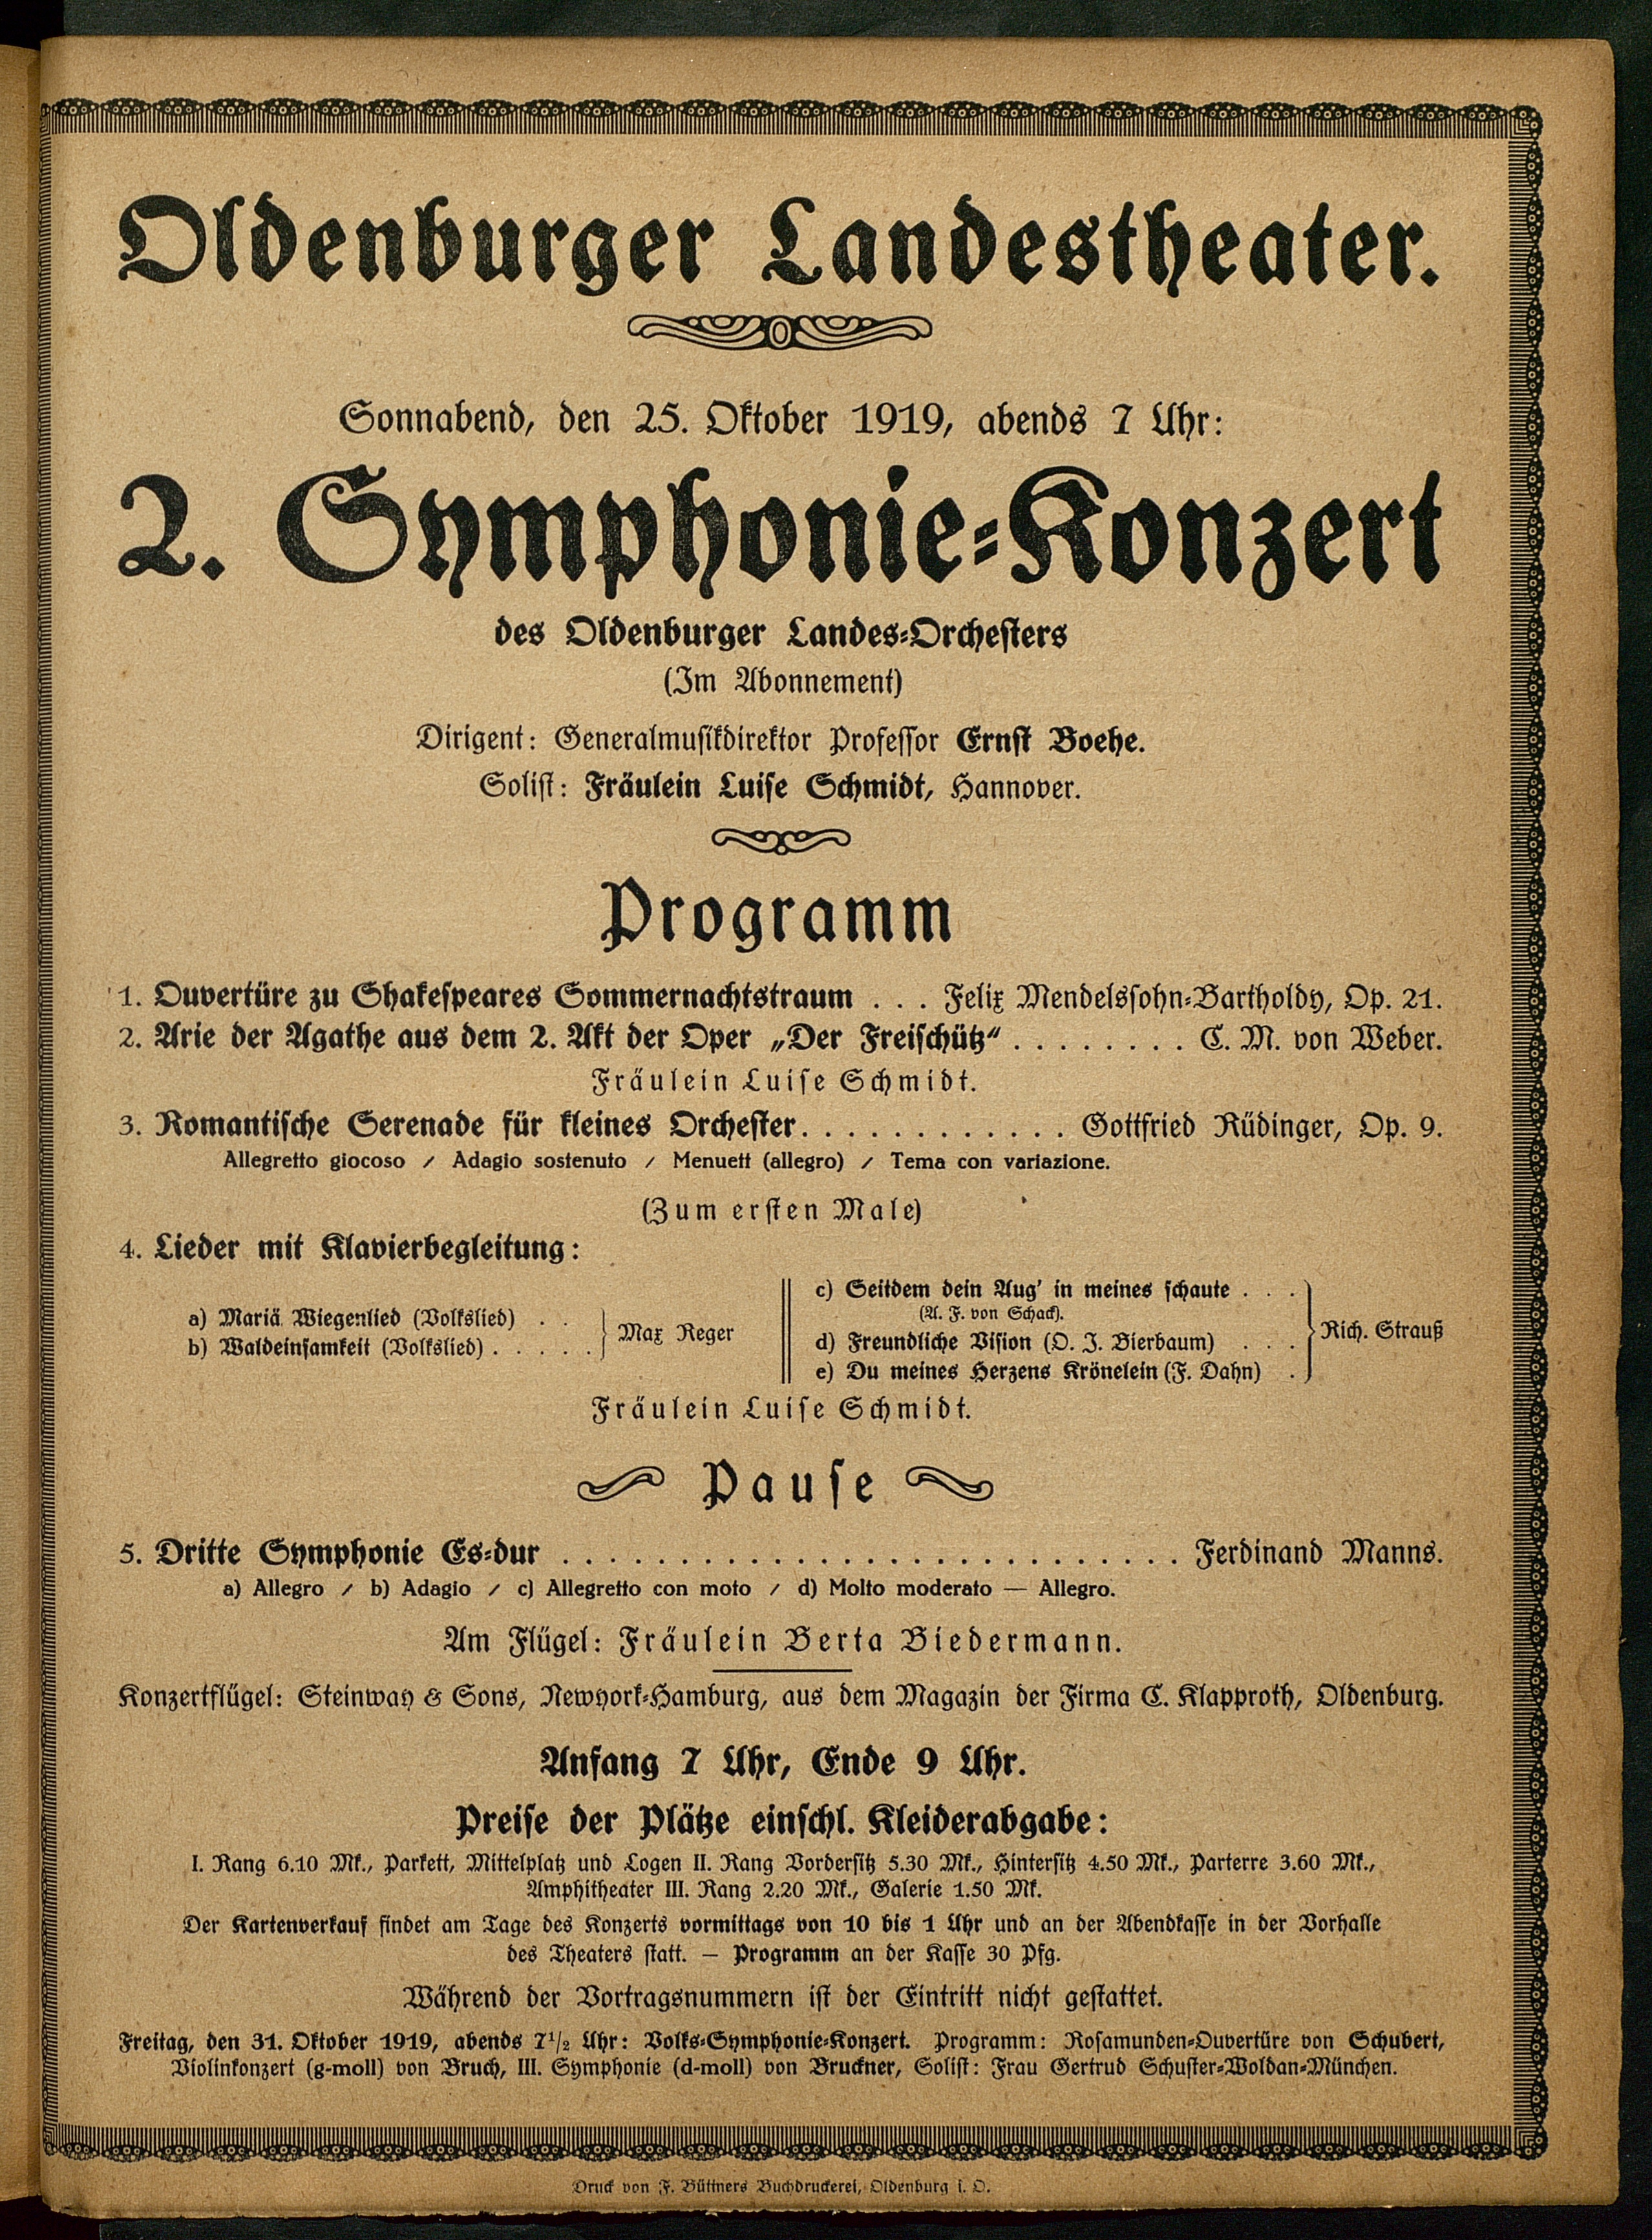 Oldenburger Landestheater.
Sonnabend, den 25. Oktober 1919, abends 7 Uhr:
2. Symphonie-Konzert
des Oldenburger Landes-Orchesters
(Im Abonnement)
Dirigent: Generalmusikdirektor Professor Ernst Boehe.
Solist: Fräulein Luise Schmidt, Hannover.
Programm
1. Ouvertüre zu Shakespeares Sommernachtstraum . . . Felix Mendelssohn-Bartholdy, Op. 21.
2. Arie der Agathe aus dem 2. Akt der Oper „Der Freischütz“ . . . . . . . . C. M. von Weber.
Fräulein Luise Schmidt.
3. Romantische Serenade für kleines Orchester. . . . . . . . . . . . . Gottfried Rüdinger, Op. 9.
Allegretto giocoso / Adagio sostenuto / Menuett (allegro) / Tema con variazione.
(Zum ersten Male)
4. Lieder mit Klavierbegleitung:
a) Mariä Wiegenlied (Volkslied) . .
b) Waldeinsamkeit (Volkslied) . . . . .
Max Reger
c) Seitdem dein Aug' in meines schaute . . .
(A. F. von Schack).
d) Freundliche Vision (O. J. Bierbaum) . . .
e) Du meines Herzens Krönelein (F. Dahn) .
Rich. Strauß
Fräulein Luise Schmidt.
Pause
5. Dritte Symphonie Es-dur . . . . . . . . . . . . . . . . . . . . . . . . . . Ferdinand Manns.
a) Allegro / b) Adagio / c) Allegretto con moto / d) Molto moderato — Allegro.
Am Flügel: Fräulein Berta Biedermann.
Konzertflügel: Steinway & Sons, Newyork-Hamburg, aus dem Magazin der Firma C. Klapproth, Oldenburg.
Anfang 7 Uhr, Ende 9 Uhr.
Preise der Plätze einschl. Kleiderabgabe:
I. Rang 6.10 Mk., Parkett, Mittelplatz und Logen II. Rang Vordersitz 5.30 Mk., Hintersitz 4.50 Mk., Parterre 3.60 Mk.,
Amphitheater III. Rang 2.20 Mk., Galerie 1.50 Mk.
Der Kartenverkauf findet am Tage des Konzerts vormittags von 10 bis 1 Uhr und an der Abendkasse in der Vorhalle
des Theaters statt. — Programm an der Kasse 30 Pfg.
Während der Vortragsnummern ist der Eintritt nicht gestattet.
Freitag, den 31. Oktober 1919, abends 7½ Uhr: Volks-Symphonie-Konzert. Programm: Rosamunden-Ouvertüre von Schubert,
Violinkonzert (g-moll) von Bruch, III. Symphonie (d-moll) von Bruckner, Solist: Frau Gertrud Schuster-Woldan-München.
Druck von F. Büttners Buchdruckerei, Oldenburg i. O.